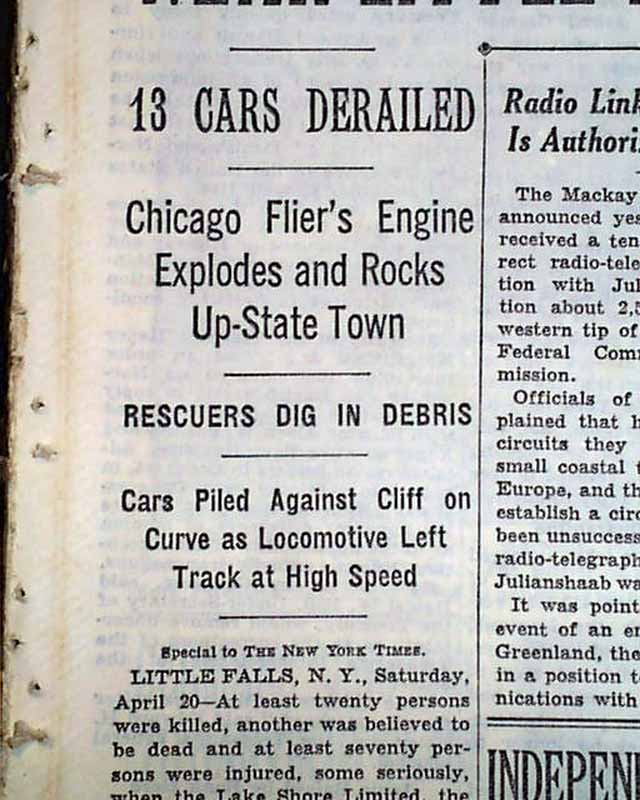 13 CARS DERAILED
Chicago Flier's Engine
Explodes and Rocks
Up-State Town
RESCUERS DIG IN DEBRIS
Cars Piled Against Cliff on
Curve as Locomotive Left
Track at High Speed
Special to THE NEW YORK TIMES.
LITTLE FALLS, N. Y., Saturday,
April 20—At least twenty persons
were killed, another was believed to
be dead and at least seventy per-
sons were injured, some seriously,
when the Lake Shore Limited, the
Radio Link
Is Authori
The Mackay
announced yes
received a ten
rect radio-tele
tion with Jul
tion about 2,5
western tip of
Federal Comm
mission.
Officials of
plained that h
circuits they
small coastal t
Europe, and th
establish a circ
been unsuccess
radio-telegraph
Julianshaab wa
It was point
event of an em
Greenland, the
in a position t
nications with
INDEPEN